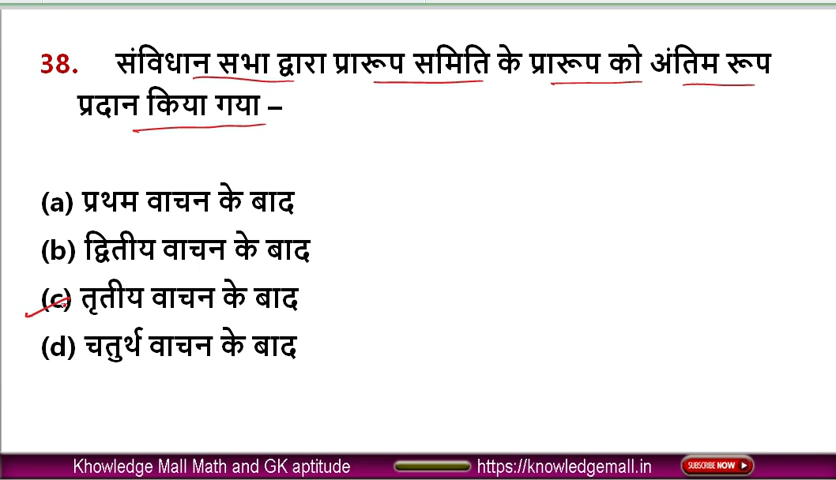 38. संविधान सभा द्वारा प्रारूप समिति के प्रारूप को अंतिम रूप
प्रदान किया गया –
(a) प्रथम वाचन के बाद
(b) द्वितीय वाचन के बाद
(c) तृतीय वाचन के बाद
(d) चतुर्थ वाचन के बाद
Khowledge Mall Math and GK aptitude https://knowledgemall.in SUBSCRIBE NOW